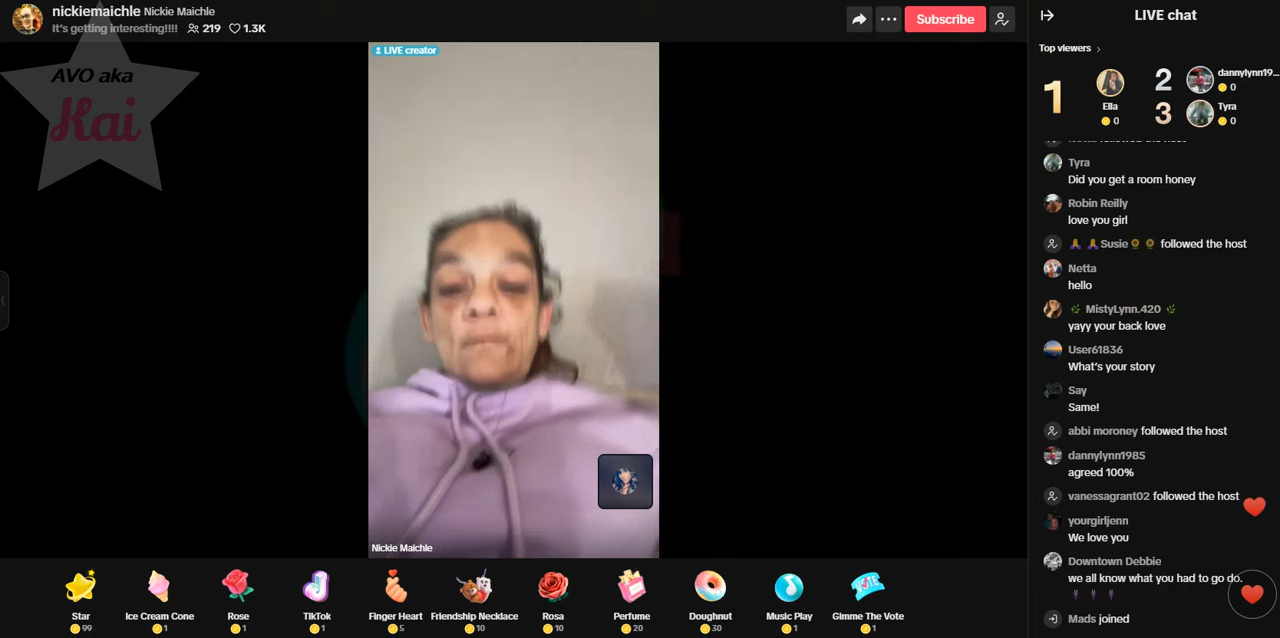 nickiemaichle Nickie Maichle
It's getting interesting!!!! 219 1.3K
AVO aka
Kai
LIVE creator
Nickie Maichle
Subscribe
Star
99
Ice Cream Cone
1
Rose
1
TikTok
1
Finger Heart
5
Friendship Necklace
10
Rosa
10
Perfume
20
Doughnut
30
Music Play
1
VOTE
Gimme The Vote
1
LIVE chat
Top viewers
1
Ella
0
2
dannylynn19...
0
3
Tyra
0
followed the host
Tyra
Did you get a room honey
Robin Reilly
love you girl
Susie followed the host
Netta
hello
MistyLynn.420
yayy your back love
User61836
What's your story
Say
Same!
abbi moroney followed the host
dannylynn1985
agreed 100%
vanessagrant02 followed the host
yourgirljenn
We love you
Downtown Debbie
we all know what you had to go do.
Mads joined